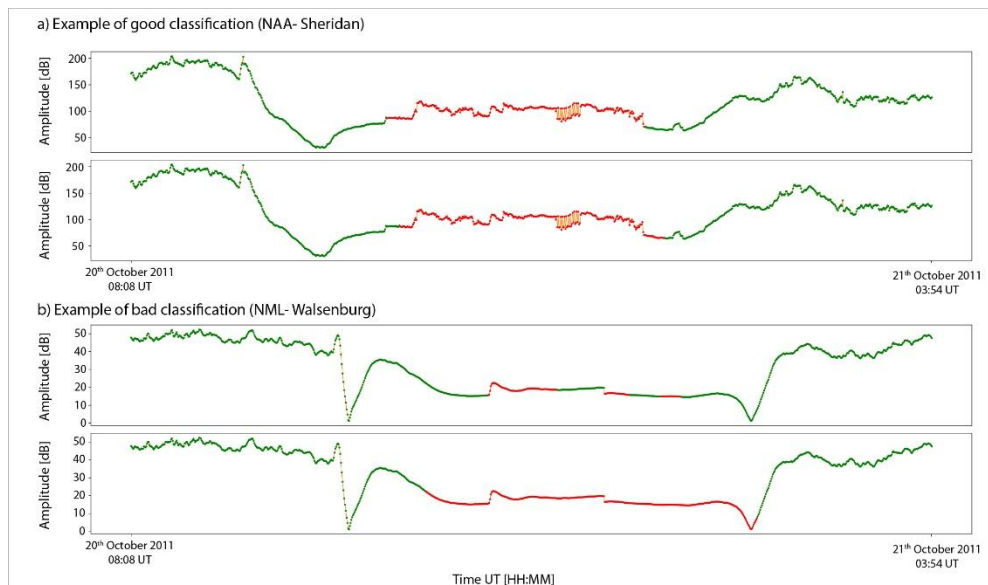 a) Example of good classification (NAA- Sheridan)
Amplitude [dB]
200
150
100
50
Amplitude [dB]
200
150
100
50
20th October 2011
08:08 UT
21th October 2011
03:54 UT
b) Example of bad classification (NML- Walsenburg)
Amplitude [dB]
50
40
30
20
10
0
Amplitude [dB]
50
40
30
20
10
0
20th October 2011
08:08 UT
21th October 2011
03:54 UT
Time UT [HH:MM]